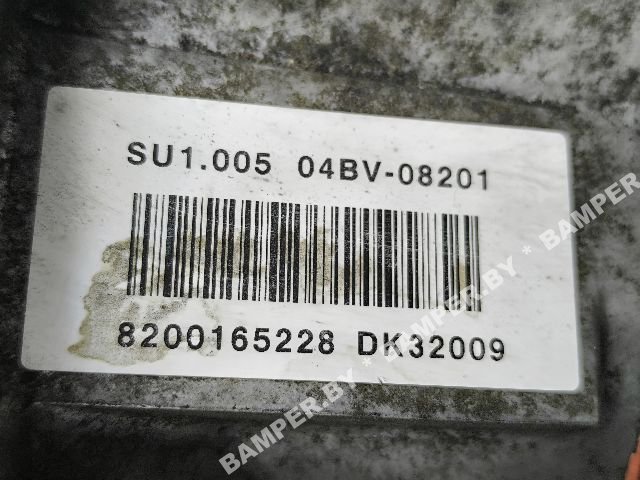 SU1.005 04BV-08201
8200165228 DK32009
BAMPER.BY * BAMPER.BY * BAMPER